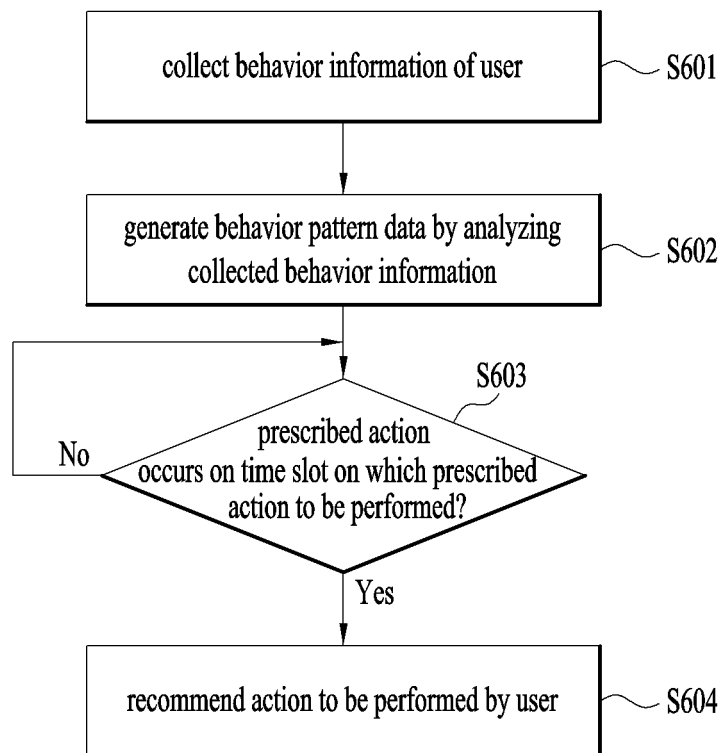 collect behavior information of user
S601
generate behavior pattern data by analyzing
collected behavior information
S602
S603
prescribed action
occurs on time slot on which prescribed
action to be performed?
No
Yes
recommend action to be performed by user
S604